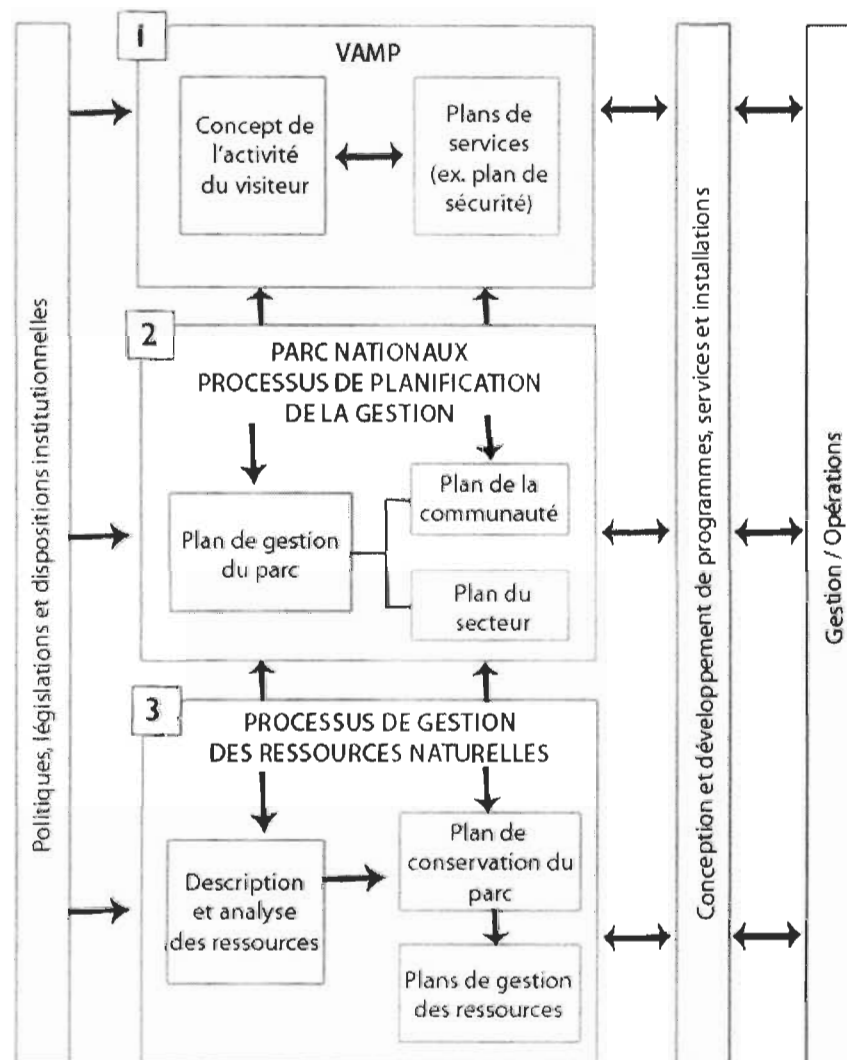 Politiques, législations et dispositions institutionnelles
1
VAMP
Concept de
l'activité
du visiteur
Plans de
services
(ex. plan de
sécurité)
2
PARC NATIONAUX
PROCESSUS DE PLANIFICATION
DE LA GESTION
Plan de gestion
du parc
Plan de la
communauté
Plan du
secteur
3
PROCESSUS DE GESTION
DES RESSOURCES NATURELLES
Description
et analyse
des ressources
Plan de
conservation du
parc
Plans de gestion
des ressources
Conception et développement de programmes, services et installations
Gestion / Opérations